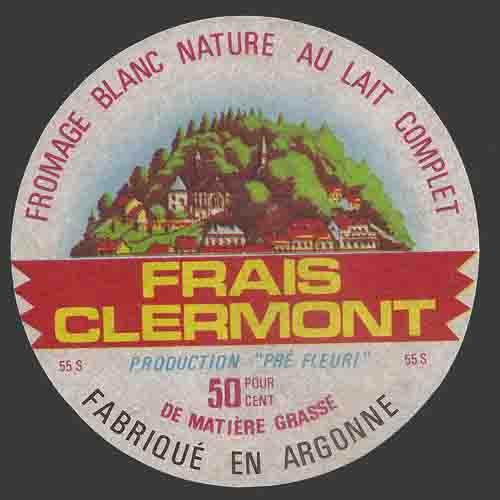 FROMAGE BLANC NATURE AU LAIT COMPLET
FRAIS
CLERMONT
55 S
PRODUCTION "PRÉ FLEURI"
55 S
50 POUR CENT
DE MATIÈRE GRASSE
FABRIQUÉ EN ARGONNE